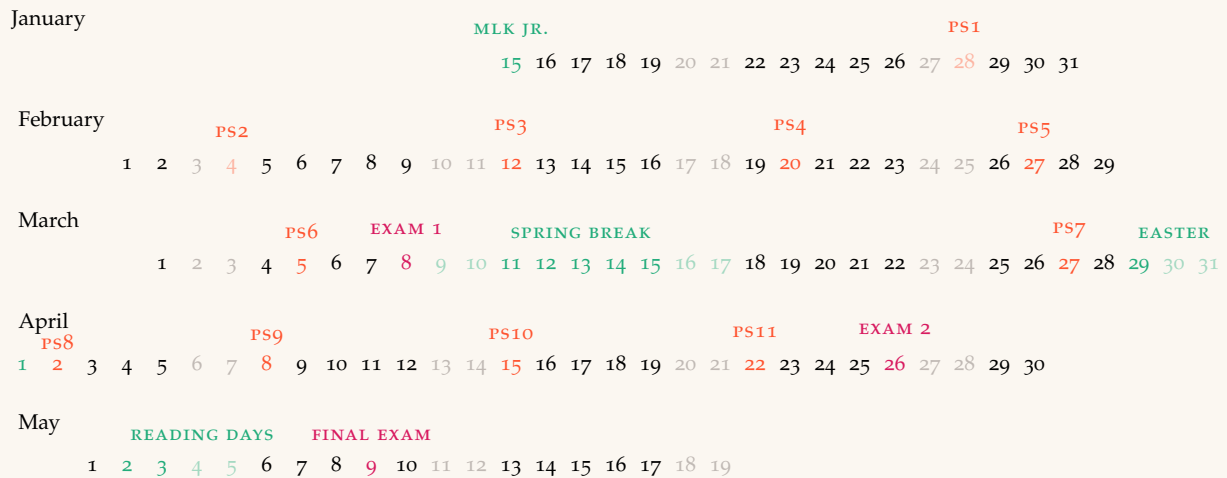 January
MLK JR. PS1
15 16 17 18 19 20 21 22 23 24 25 26 27 28 29 30 31
February
PS2 PS3 PS4 PS5
1 2 3 4 5 6 7 8 9 10 11 12 13 14 15 16 17 18 19 20 21 22 23 24 25 26 27 28 29
March
PS6 EXAM 1 SPRING BREAK PS7 EASTER
1 2 3 4 5 6 7 8 9 10 11 12 13 14 15 16 17 18 19 20 21 22 23 24 25 26 27 28 29 30 31
April
PS8 PS9 PS10 PS11 EXAM 2
1 2 3 4 5 6 7 8 9 10 11 12 13 14 15 16 17 18 19 20 21 22 23 24 25 26 27 28 29 30
May
READING DAYS FINAL EXAM
1 2 3 4 5 6 7 8 9 10 11 12 13 14 15 16 17 18 19